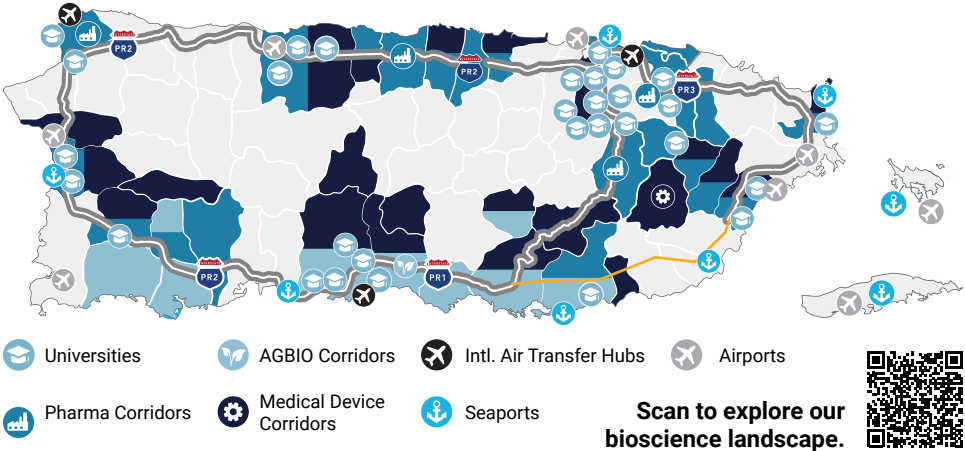 PR2
PR2
PR3
PR2
PR1
Universities
AGBIO Corridors
Intl. Air Transfer Hubs
Airports
Pharma Corridors
Medical Device
Corridors
Seaports
Scan to explore our
bioscience landscape.